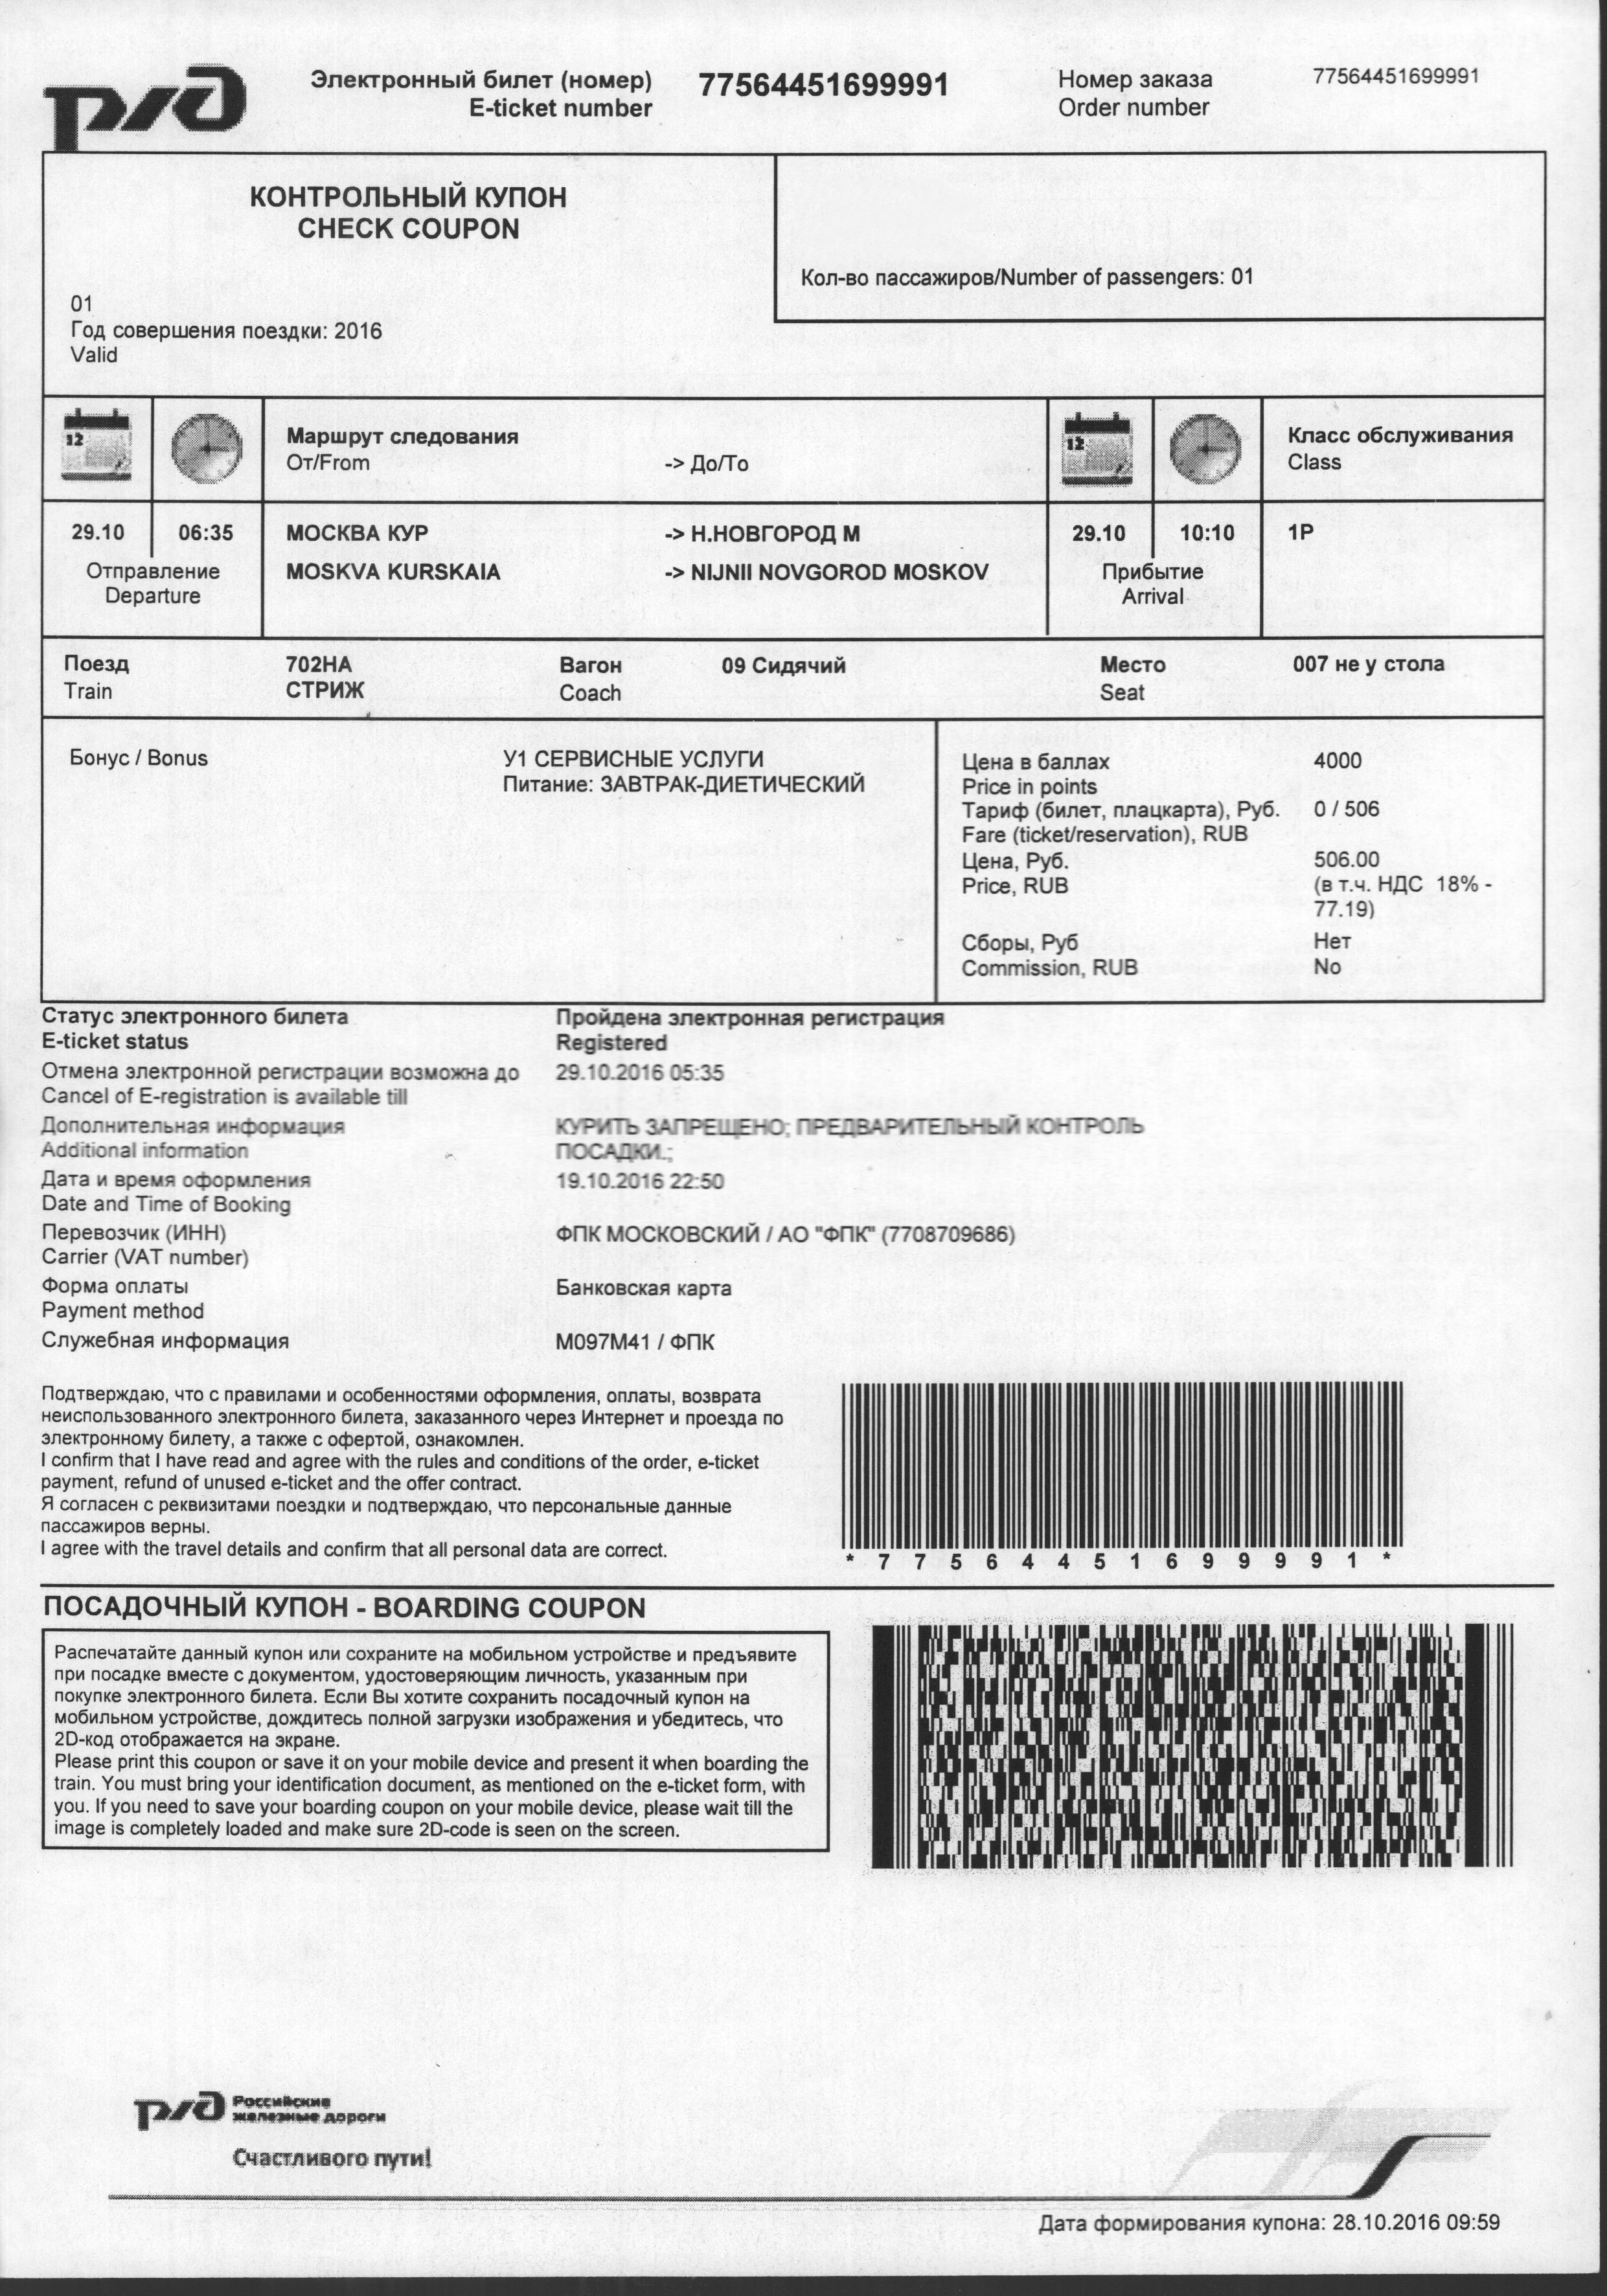 РЖД Электронный билет (номер) 77564451699991 Номер заказа 77564451699991
E-ticket number Order number
КОНТРОЛЬНЫЙ КУПОН
CHECK COUPON
Кол-во пассажиров/Number of passengers: 01
01
Год совершения поездки: 2016
Valid
12 Маршрут следования 12 Класс обслуживания
От/From -> До/To Class
29.10 06:35 МОСКВА КУР -> Н.НОВГОРОД М 29.10 10:10 1Р
Отправление MOSKVA KURSKAIA -> NIJNII NOVGOROD MOSKOV Прибытие
Departure Arrival
Поезд 702НА Вагон 09 Сидячий Место 007 не у стола
Train СТРИЖ Coach Seat
Бонус / Bonus У1 СЕРВИСНЫЕ УСЛУГИ
Питание: ЗАВТРАК-ДИЕТИЧЕСКИЙ
Цена в баллах 4000
Price in points
Тариф (билет, плацкарта), Руб. 0 / 506
Fare (ticket/reservation), RUB
Цена, Руб. 506.00
Price, RUB (в т.ч. НДС 18% -
77.19)
Сборы, Руб Нет
Commission, RUB No
Статус электронного билета Пройдена электронная регистрация
E-ticket status Registered
Отмена электронной регистрации возможна до 29.10.2016 05:35
Cancel of E-registration is available till
Дополнительная информация КУРИТЬ ЗАПРЕЩЕНО; ПРЕДВАРИТЕЛЬНЫЙ КОНТРОЛЬ
Additional information ПОСАДКИ.;
Дата и время оформления 19.10.2016 22:50
Date and Time of Booking
Перевозчик (ИНН) ФПК МОСКОВСКИЙ / АО "ФПК" (7708709686)
Carrier (VAT number)
Форма оплаты Банковская карта
Payment method
Служебная информация М097М41 / ФПК
Подтверждаю, что с правилами и особенностями оформления, оплаты, возврата
неиспользованного электронного билета, заказанного через Интернет и проезда по
электронному билету, а также с офертой, ознакомлен.
I confirm that I have read and agree with the rules and conditions of the order, e-ticket
payment, refund of unused e-ticket and the offer contract.
Я согласен с реквизитами поездки и подтверждаю, что персональные данные
пассажиров верны.
I agree with the travel details and confirm that all personal data are correct.
* 7 7 5 6 4 4 5 1 6 9 9 9 9 1 *
ПОСАДОЧНЫЙ КУПОН - BOARDING COUPON
Распечатайте данный купон или сохраните на мобильном устройстве и предъявите
при посадке вместе с документом, удостоверяющим личность, указанным при
покупке электронного билета. Если Вы хотите сохранить посадочный купон на
мобильном устройстве, дождитесь полной загрузки изображения и убедитесь, что
2D-код отображается на экране.
Please print this coupon or save it on your mobile device and present it when boarding the
train. You must bring your identification document, as mentioned on the e-ticket form, with
you. If you need to save your boarding coupon on your mobile device, please wait till the
image is completely loaded and make sure 2D-code is seen on the screen.
РЖД Российские
железные дороги
Счастливого пути!
Дата формирования купона: 28.10.2016 09:59